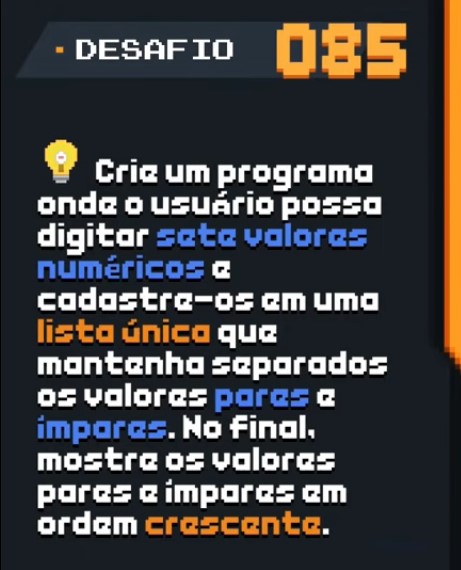 DESAFIO 085
Crie um programa
onde o usuário possa
digitar sete valores
numéricos e
cadastre-os em uma
lista única que
mantenha separados
os valores pares e
ímpares. No final,
mostre os valores
pares e ímpares em
ordem crescente.